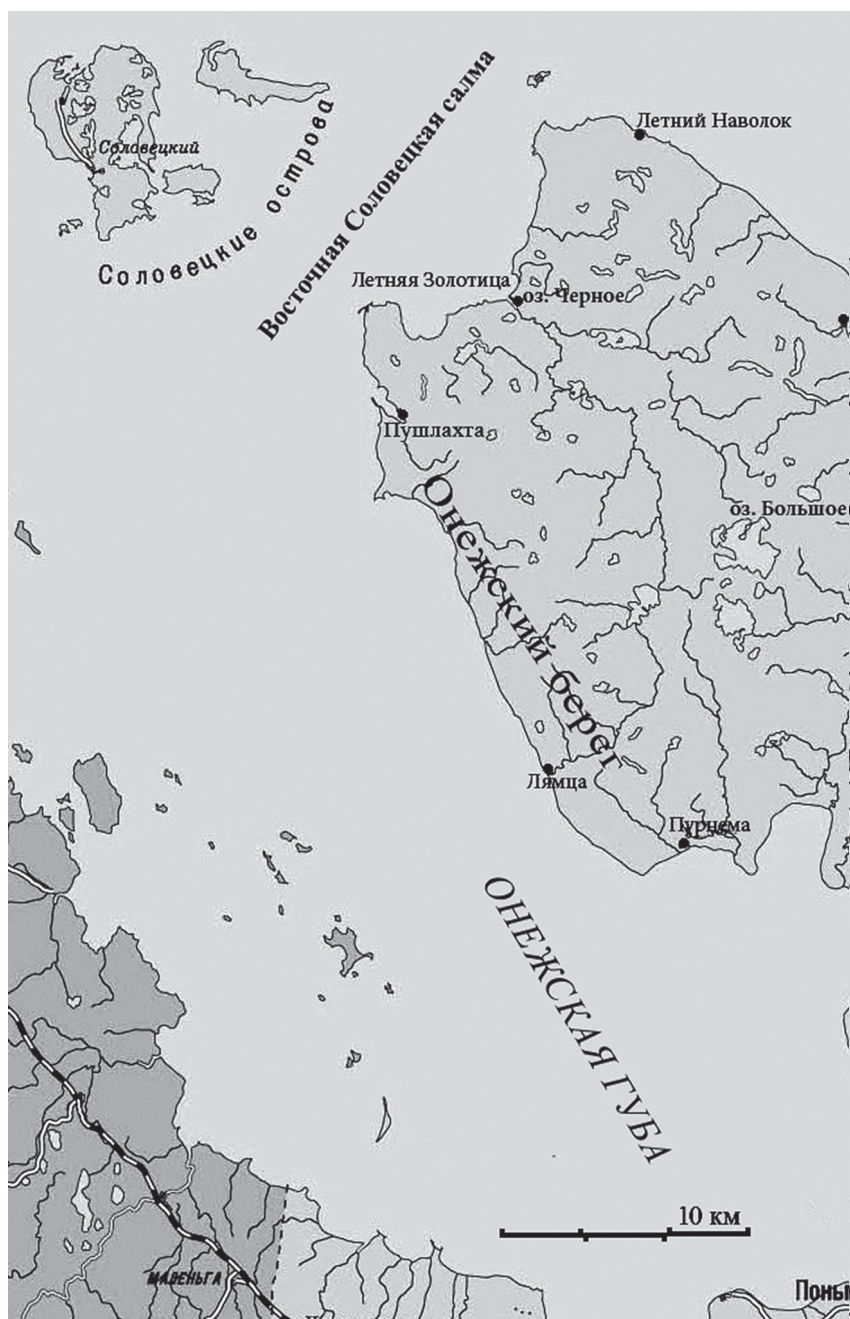 Летний Наволок
Соловецкий
Соловецкие острова
Восточная Соловецкая салма
Летняя Золотица
оз. Черное
Пушлахта
Онежский берег
оз. Большое
Лямца
Пурнема
ОНЕЖСКАЯ ГУБА
10 км
МАЛЕНЬГА